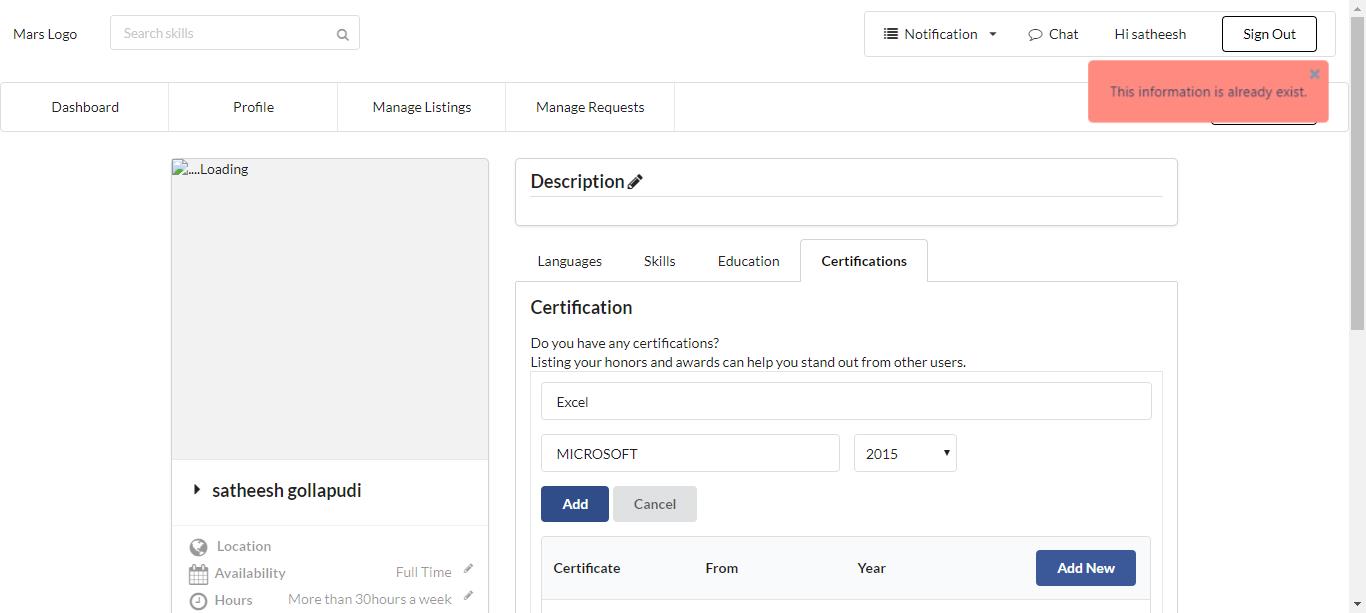 Mars Logo
Search skills
Notification
Chat
Hi satheesh
Sign Out
This information is already exist.
Dashboard
Profile
Manage Listings
Manage Requests
....Loading
Description
Languages
Skills
Education
Certifications
Certification
Do you have any certifications?
Listing your honors and awards can help you stand out from other users.
Excel
MICROSOFT
2015
Add
Cancel
Certificate
From
Year
Add New
satheesh gollapudi
Location
Availability
Full Time
Hours
More than 30hours a week